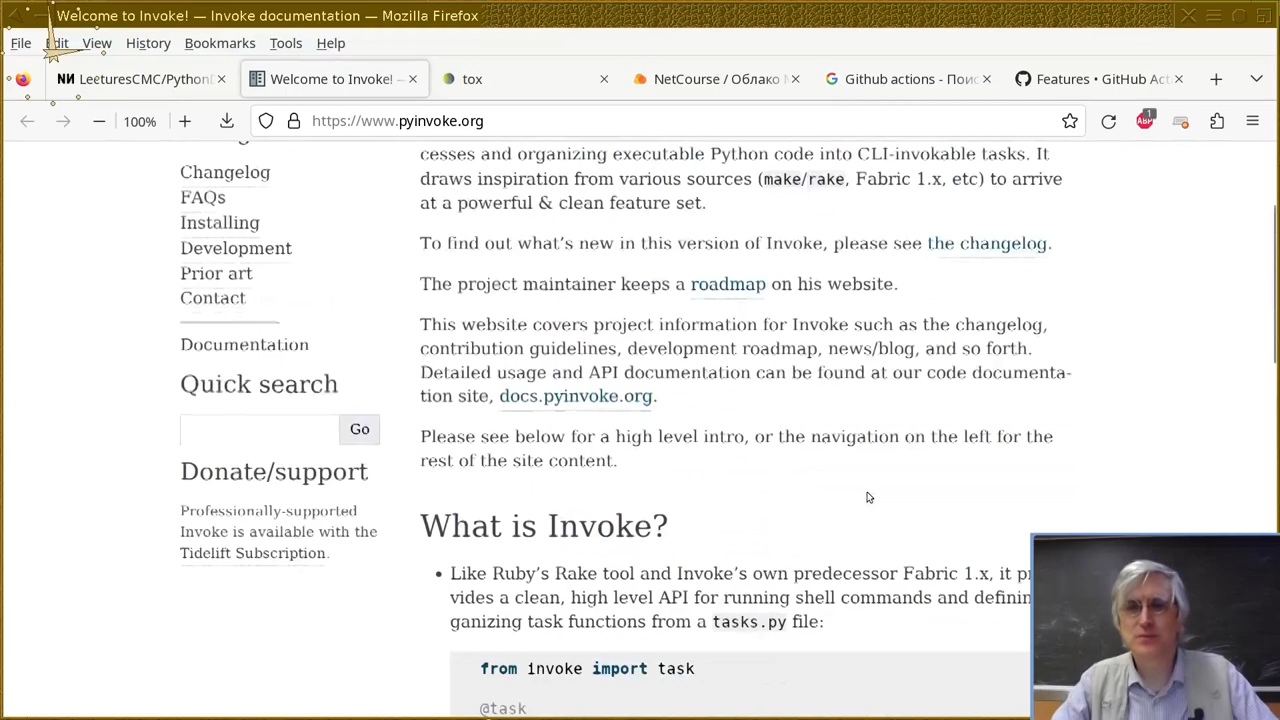 Welcome to Invoke! — Invoke documentation — Mozilla Firefox
File Edit View History Bookmarks Tools Help
LecturesCMC/Python
Welcome to Invoke! —
tox
NetCourse / Облако
Github actions - Поис
Features • GitHub Act
100%
https://www.pyinvoke.org
ABP
1
Changelog
FAQs
Installing
Development
Prior art
Contact
Documentation
Quick search
Go
Donate/support
Professionally-supported
Invoke is available with the
Tidelift Subscription.
cesses and organizing executable Python code into CLI-invokable tasks. It
draws inspiration from various sources (make/rake, Fabric 1.x, etc) to arrive
at a powerful & clean feature set.
To find out what’s new in this version of Invoke, please see the changelog.
The project maintainer keeps a roadmap on his website.
This website covers project information for Invoke such as the changelog,
contribution guidelines, development roadmap, news/blog, and so forth.
Detailed usage and API documentation can be found at our code documenta-
tion site, docs.pyinvoke.org.
Please see below for a high level intro, or the navigation on the left for the
rest of the site content.
What is Invoke?
• Like Ruby’s Rake tool and Invoke’s own predecessor Fabric 1.x, it pr
vides a clean, high level API for running shell commands and definin
ganizing task functions from a tasks.py file:
from invoke import task
@task